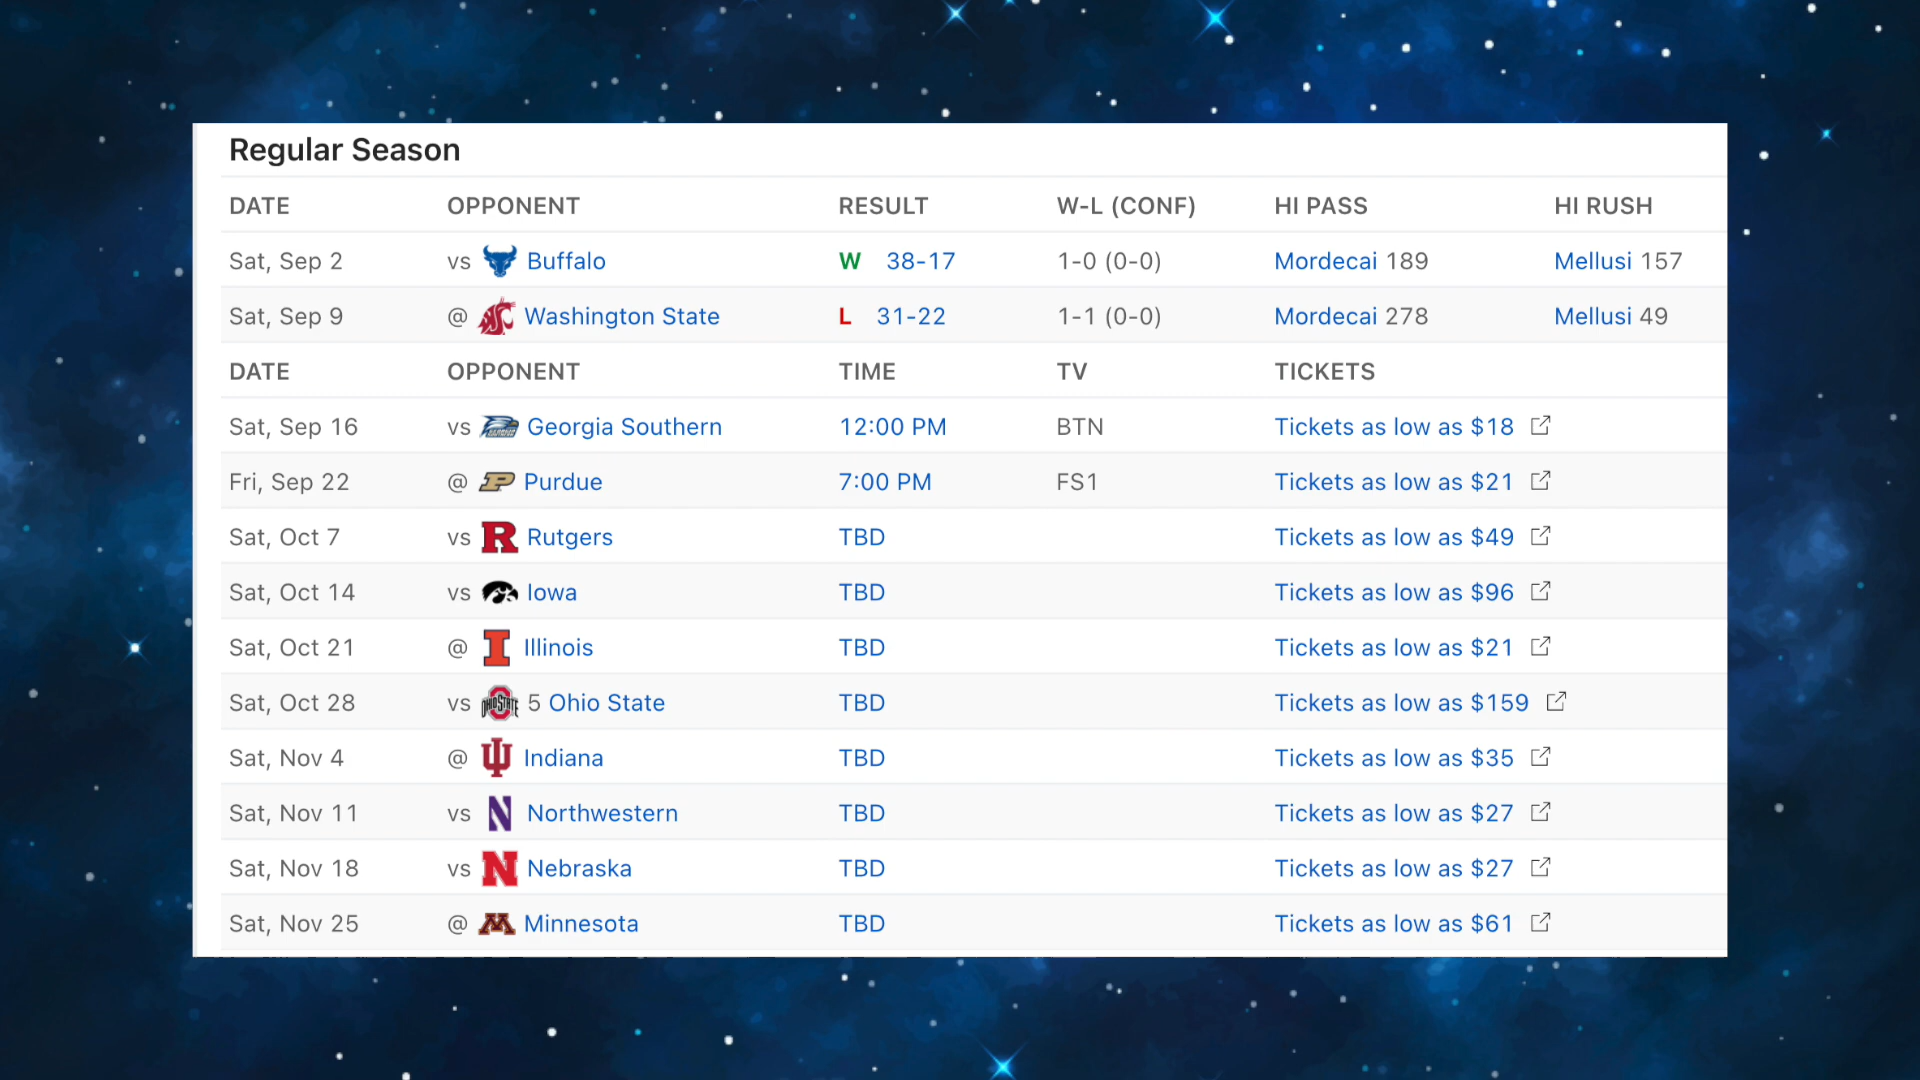 Regular Season
DATE OPPONENT RESULT W-L (CONF) HI PASS HI RUSH
Sat, Sep 2 vs Buffalo W 38-17 1-0 (0-0) Mordecai 189 Mellusi 157
Sat, Sep 9 @ Washington State L 31-22 1-1 (0-0) Mordecai 278 Mellusi 49
DATE OPPONENT TIME TV TICKETS
Sat, Sep 16 vs Georgia Southern 12:00 PM BTN Tickets as low as $18
Fri, Sep 22 @ Purdue 7:00 PM FS1 Tickets as low as $21
Sat, Oct 7 vs Rutgers TBD Tickets as low as $49
Sat, Oct 14 vs Iowa TBD Tickets as low as $96
Sat, Oct 21 @ Illinois TBD Tickets as low as $21
Sat, Oct 28 vs OHIO STATE 5 Ohio State TBD Tickets as low as $159
Sat, Nov 4 @ Indiana TBD Tickets as low as $35
Sat, Nov 11 vs Northwestern TBD Tickets as low as $27
Sat, Nov 18 vs Nebraska TBD Tickets as low as $27
Sat, Nov 25 @ Minnesota TBD Tickets as low as $61